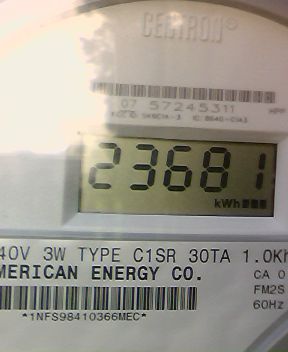 CENTRON®
07 57245311
23681
kWh
40V 3W TYPE C1SR 30TA 1.0Kh
MERICAN ENERGY CO.
CA 0
FM2S
60Hz
*1NFS98410366MEC*